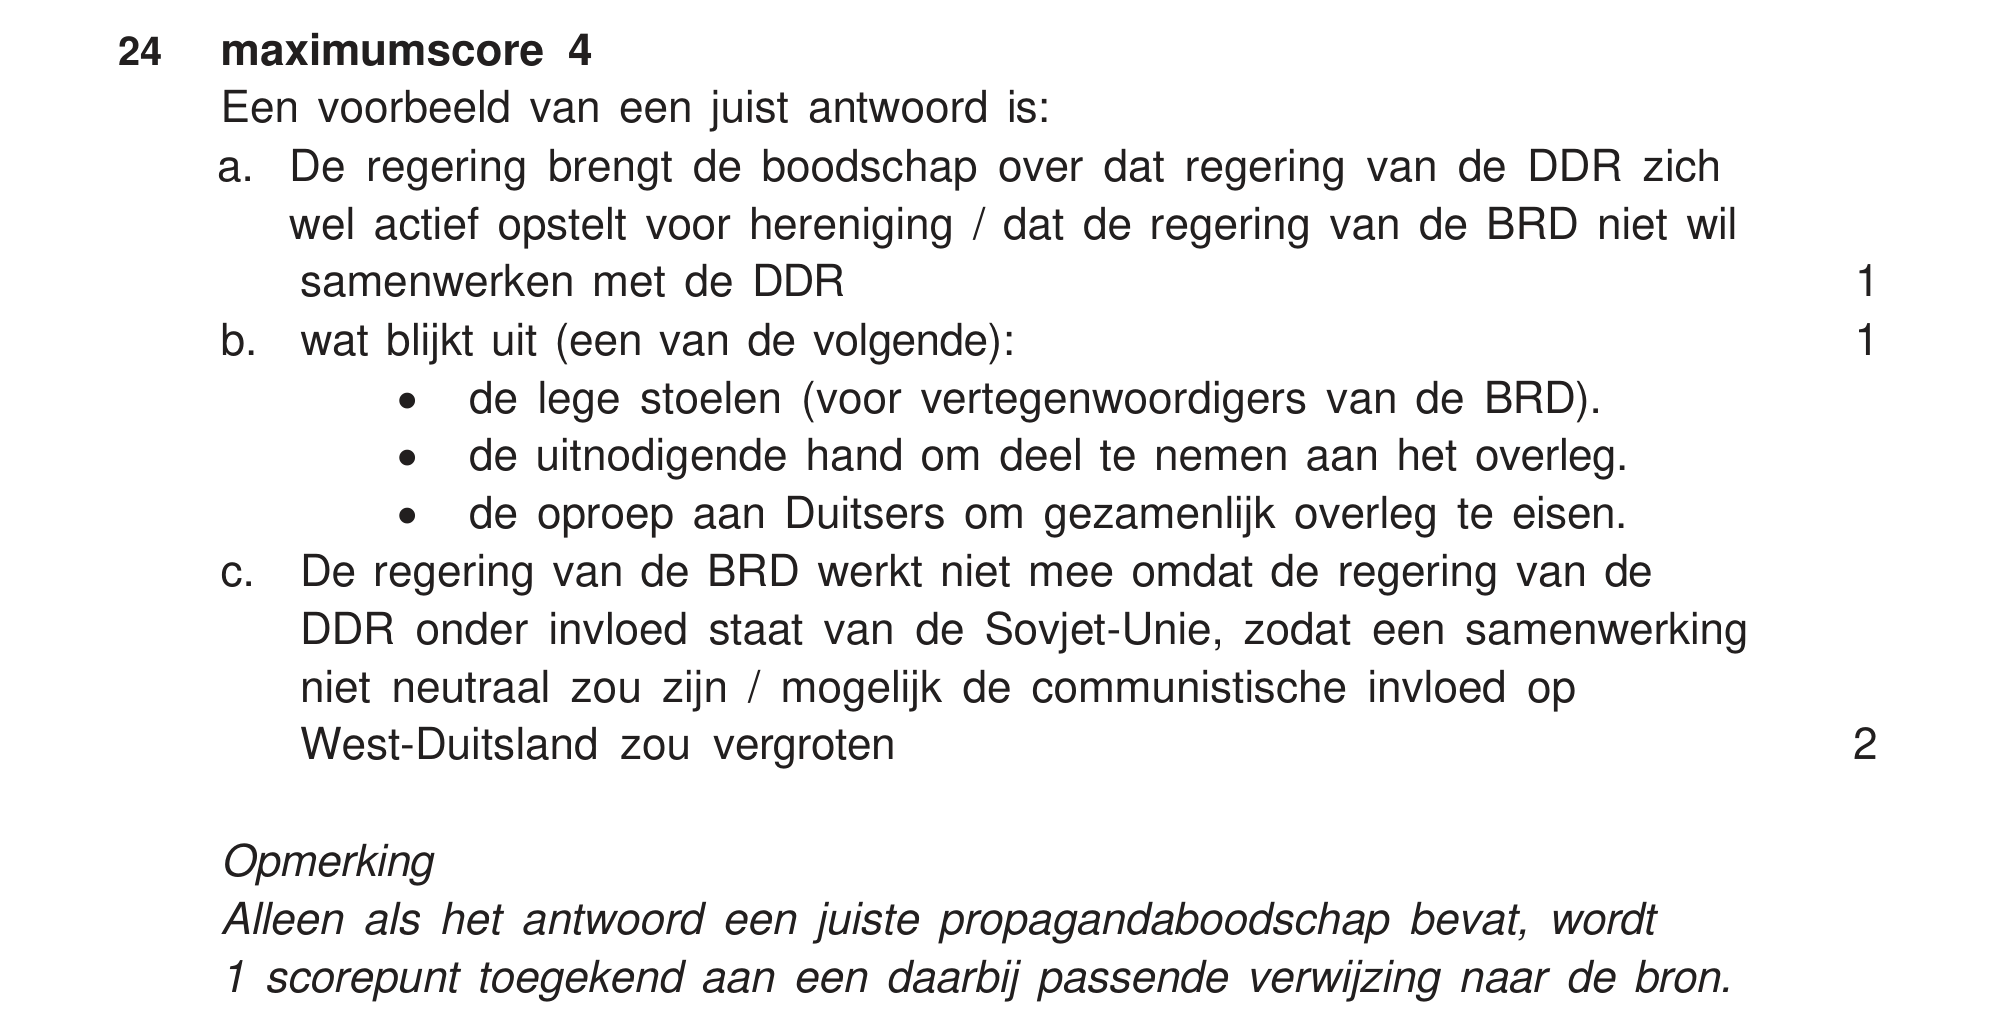 24 maximumscore 4
Een voorbeeld van een juist antwoord is:
a. De regering brengt de boodschap over dat regering van de DDR zich
wel actief opstelt voor hereniging / dat de regering van de BRD niet wil
samenwerken met de DDR 1
b. wat blijkt uit (een van de volgende): 1
• de lege stoelen (voor vertegenwoordigers van de BRD).
• de uitnodigende hand om deel te nemen aan het overleg.
• de oproep aan Duitsers om gezamenlijk overleg te eisen.
c. De regering van de BRD werkt niet mee omdat de regering van de
DDR onder invloed staat van de Sovjet-Unie, zodat een samenwerking
niet neutraal zou zijn / mogelijk de communistische invloed op
West-Duitsland zou vergroten 2
Opmerking
Alleen als het antwoord een juiste propagandaboodschap bevat, wordt
1 scorepunt toegekend aan een daarbij passende verwijzing naar de bron.